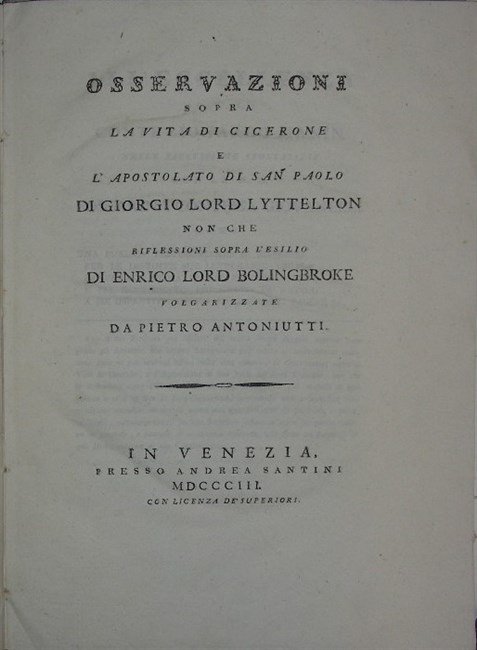 OSSERVAZIONI
SOPRA
LA VITA DI CICERONE
E
L' APOSTOLATO DI SAN PAOLO
DI GIORGIO LORD LYTTELTON
NON CHE
RIFLESSIONI SOPRA L'ESILIO
DI ENRICO LORD BOLINGBROKE
VOLGARIZZATE
DA PIETRO ANTONIUTTI.
IN VENEZIA,
PRESSO ANDREA SANTINI
MDCCCIII.
CON LICENZA DE' SUPERIORI.